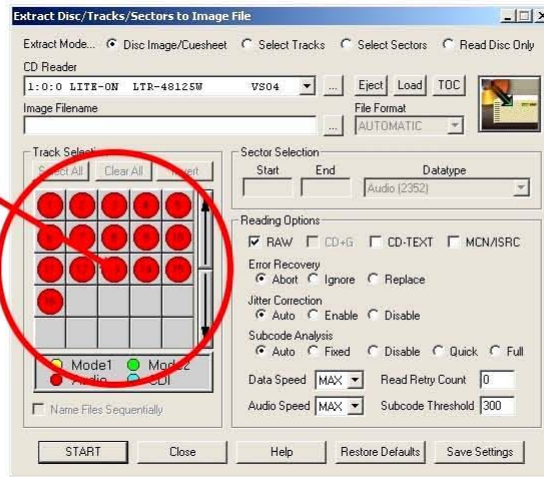 Extract Disc/Tracks/Sectors to Image File
Extract Mode... Disc Image/Cuesheet Select Tracks Select Sectors Read Disc Only
CD Reader
1:0:0 LITE-ON LTR-48125W VS04 ... Eject Load TOC
Image Filename File Format
... AUTOMATIC
Track Selection
Select All Clear All Invert
1 2 3 4 5
6 7 8 9 10
11 12 13 14 15
16
Mode1 Mode2
Audio CDI
Name Files Sequentially
Sector Selection
Start End Datatype
Audio (2352)
Reading Options
RAW CD+G CD-TEXT MCN/ISRC
Error Recovery
Abort Ignore Replace
Jitter Correction
Auto Enable Disable
Subcode Analysis
Auto Fixed Disable Quick Full
Data Speed MAX Read Retry Count 0
Audio Speed MAX Subcode Threshold 300
START Close Help Restore Defaults Save Settings